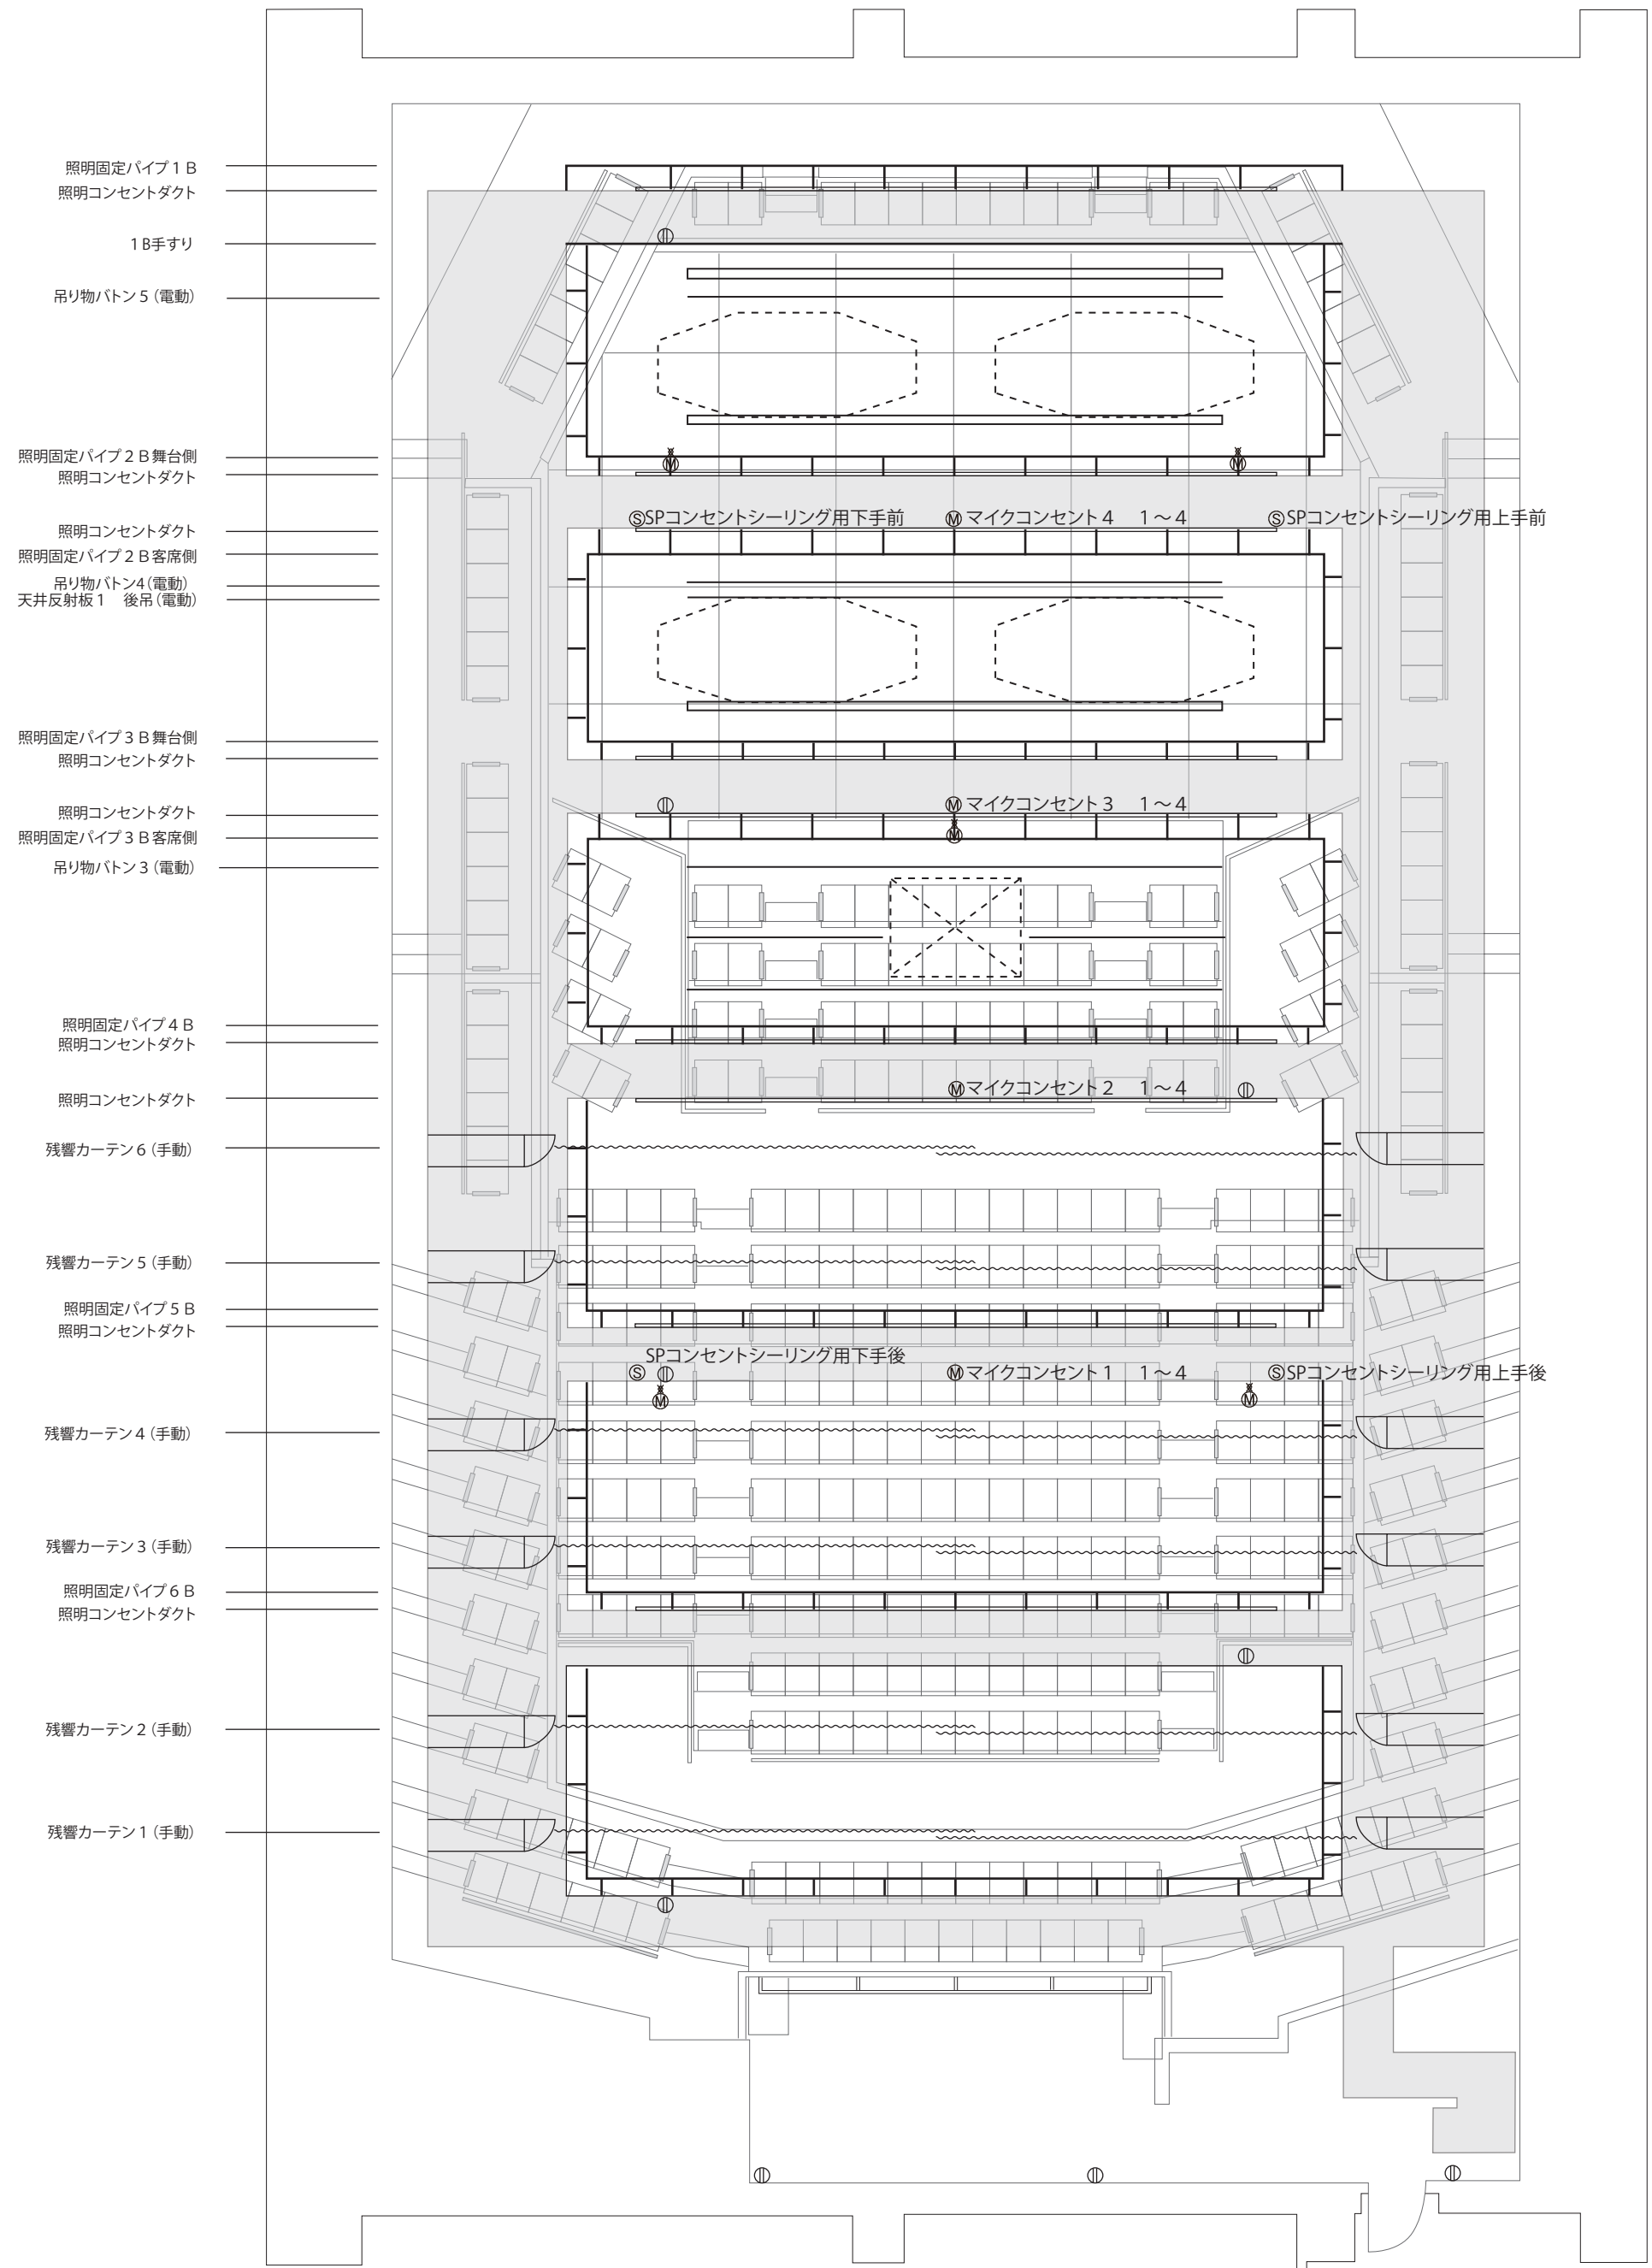 照明固定パイプ１Ｂ
照明コンセントダクト
１B手すり
吊り物バトン５（電動）
照明固定パイプ２Ｂ舞台側
照明コンセントダクト
ⓈSPコンセントシーリング用下手前
Ⓜマイクコンセント４　１～４
ⓈSPコンセントシーリング用上手前
照明コンセントダクト
照明固定パイプ２Ｂ客席側
吊り物バトン4（電動）
天井反射板１　後吊（電動）
照明固定パイプ３Ｂ舞台側
照明コンセントダクト
Ⓜマイクコンセント３　１～４
照明コンセントダクト
照明固定パイプ３Ｂ客席側
吊り物バトン３（電動）
照明固定パイプ４Ｂ
照明コンセントダクト
Ⓜマイクコンセント２　１～４
照明コンセントダクト
残響カーテン６（手動）
残響カーテン５（手動）
照明固定パイプ５Ｂ
照明コンセントダクト
SPコンセントシーリング用下手後
Ⓢ
Ⓜマイクコンセント１　１～４
ⓈSPコンセントシーリング用上手後
残響カーテン４（手動）
残響カーテン３（手動）
照明固定パイプ６Ｂ
照明コンセントダクト
残響カーテン２（手動）
残響カーテン１（手動）